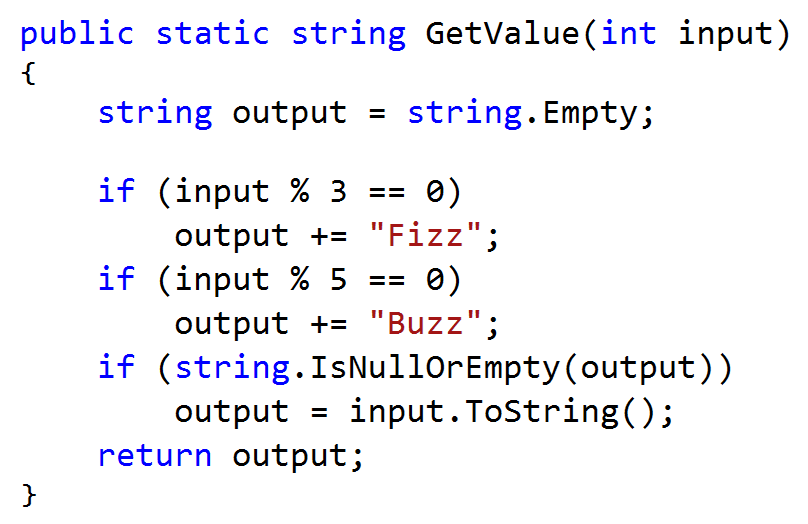 public static string GetValue(int input)
{
    string output = string.Empty;

    if (input % 3 == 0)
        output += "Fizz";
    if (input % 5 == 0)
        output += "Buzz";
    if (string.IsNullOrEmpty(output))
        output = input.ToString();
    return output;
}